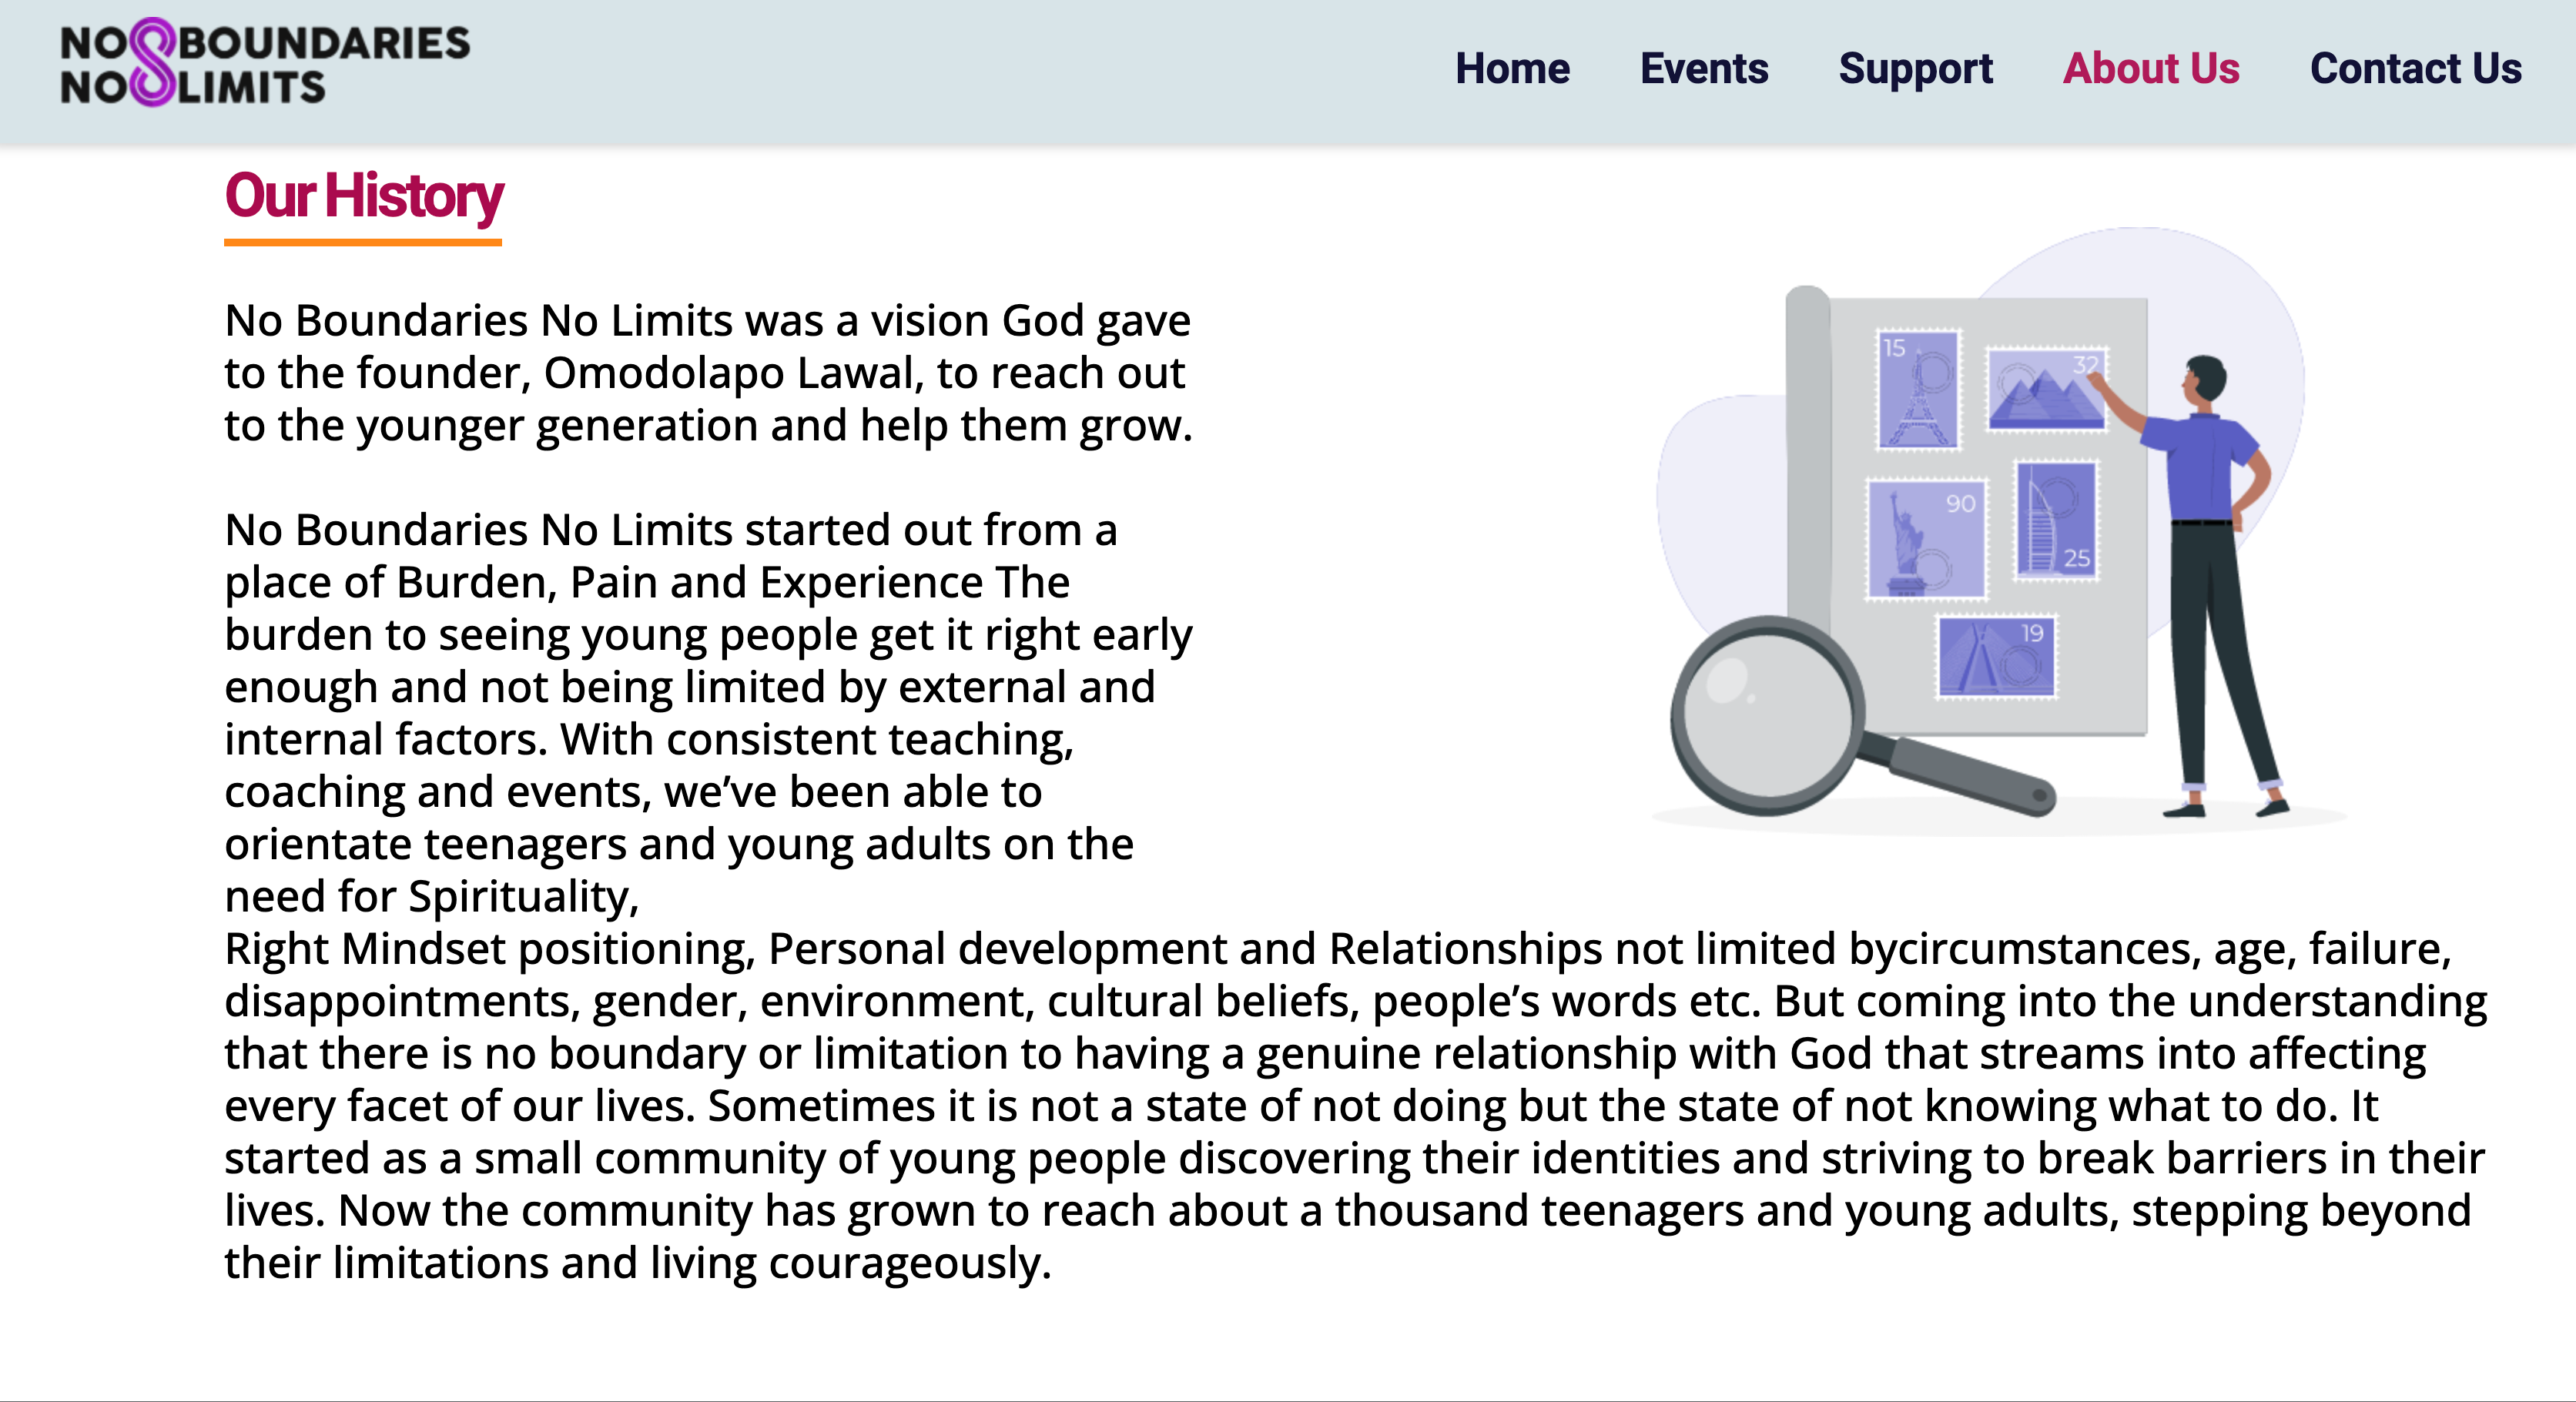 NO BOUNDARIES
NO LIMITS
Home Events Support About Us Contact Us
Our History
No Boundaries No Limits was a vision God gave
to the founder, Omodolapo Lawal, to reach out
to the younger generation and help them grow.
No Boundaries No Limits started out from a
place of Burden, Pain and Experience The
burden to seeing young people get it right early
enough and not being limited by external and
internal factors. With consistent teaching,
coaching and events, we’ve been able to
orientate teenagers and young adults on the
need for Spirituality,
Right Mindset positioning, Personal development and Relationships not limited bycircumstances, age, failure,
disappointments, gender, environment, cultural beliefs, people’s words etc. But coming into the understanding
that there is no boundary or limitation to having a genuine relationship with God that streams into affecting
every facet of our lives. Sometimes it is not a state of not doing but the state of not knowing what to do. It
started as a small community of young people discovering their identities and striving to break barriers in their
lives. Now the community has grown to reach about a thousand teenagers and young adults, stepping beyond
their limitations and living courageously.
15
32
90
25
19